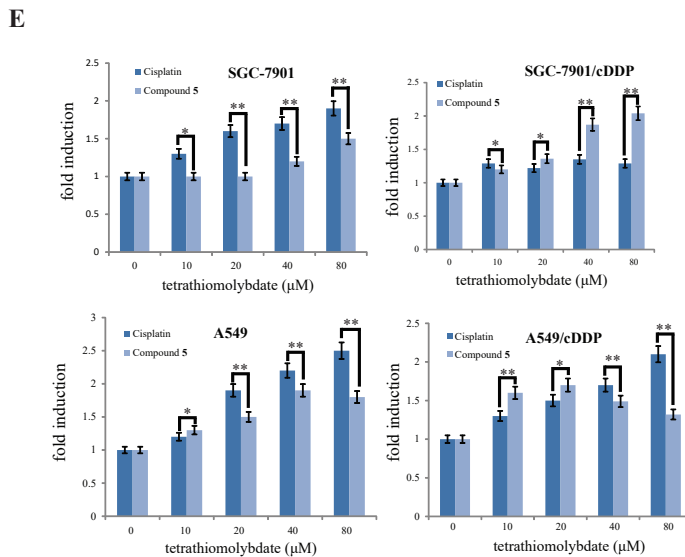 E
SGC-7901
Cisplatin
Compound 5
fold induction
2.5
2
1.5
1
0.5
0
* ** ** **
0 10 20 40 80
tetrathiomolybdate (μM)
SGC-7901/cDDP
Cisplatin
Compound 5
fold induction
2.5
2
1.5
1
0.5
0
* * ** **
0 10 20 40 80
tetrathiomolybdate (μM)
A549
Cisplatin
Compound 5
fold induction
3
2.5
2
1.5
1
0.5
0
* ** ** **
0 10 20 40 80
tetrathiomolybdate (μM)
A549/cDDP
Cisplatin
Compound 5
fold induction
2.5
2
1.5
1
0.5
0
** * ** **
0 10 20 40 80
tetrathiomolybdate (μM)